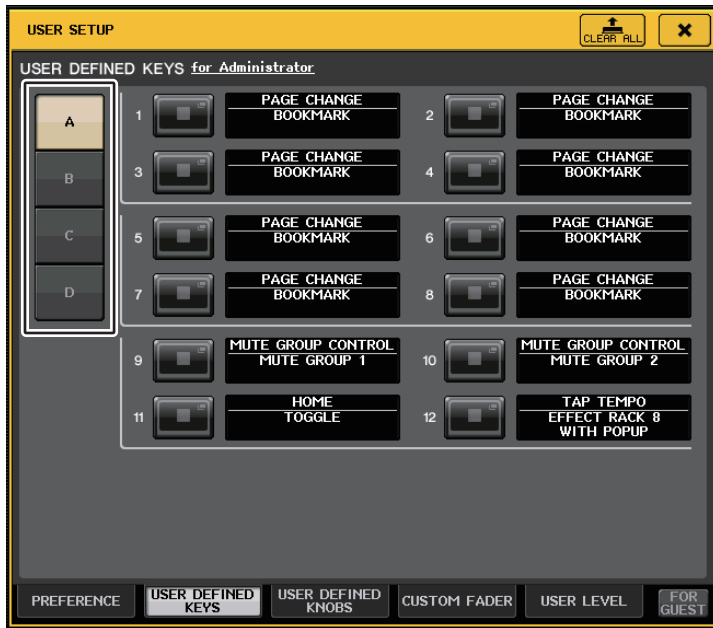 USER SETUP
CLEAR ALL
USER DEFINED KEYS for Administrator
A
B
C
D
1
PAGE CHANGE
BOOKMARK
2
PAGE CHANGE
BOOKMARK
3
PAGE CHANGE
BOOKMARK
4
PAGE CHANGE
BOOKMARK
5
PAGE CHANGE
BOOKMARK
6
PAGE CHANGE
BOOKMARK
7
PAGE CHANGE
BOOKMARK
8
PAGE CHANGE
BOOKMARK
9
MUTE GROUP CONTROL
MUTE GROUP 1
10
MUTE GROUP CONTROL
MUTE GROUP 2
11
HOME
TOGGLE
12
TAP TEMPO
EFFECT RACK 8
WITH POPUP
PREFERENCE
USER DEFINED
KEYS
USER DEFINED
KNOBS
CUSTOM FADER
USER LEVEL
FOR
GUEST